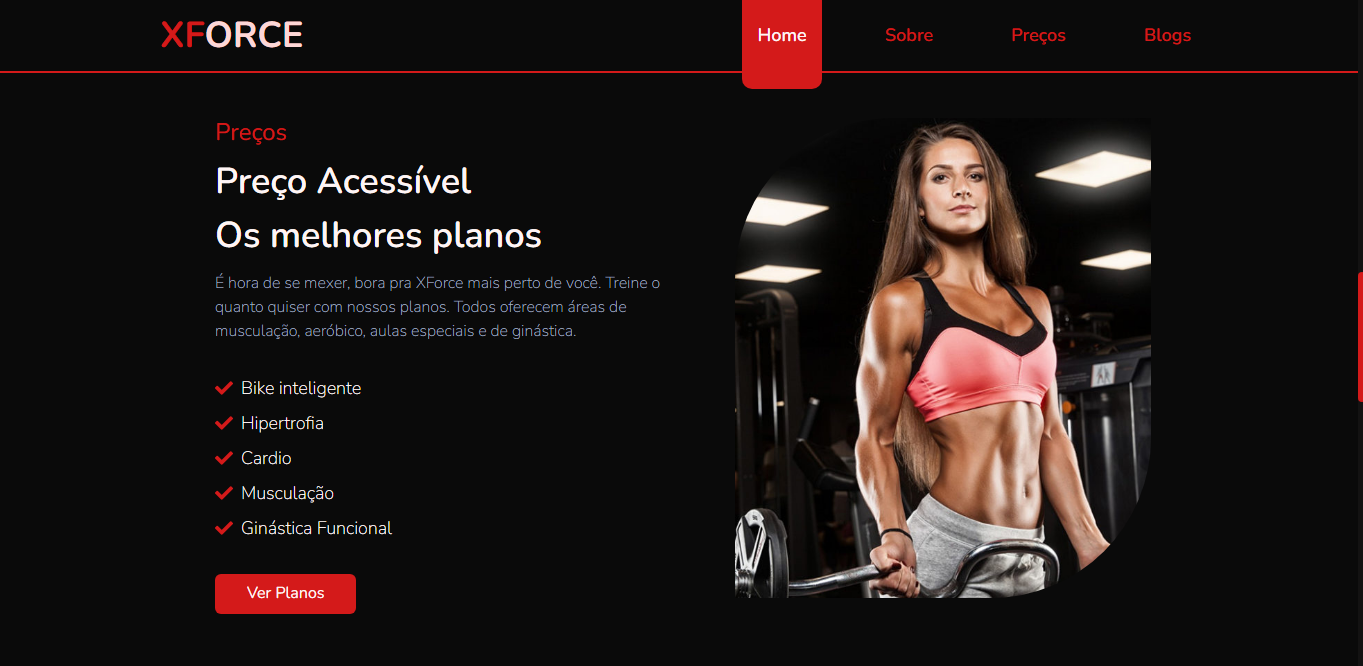 XFORCE
Home Sobre Preços Blogs
Preços
Preço Acessível
Os melhores planos
É hora de se mexer, bora pra XForce mais perto de você. Treine o
quanto quiser com nossos planos. Todos oferecem áreas de
musculação, aeróbico, aulas especiais e de ginástica.
Bike inteligente
Hipertrofia
Cardio
Musculação
Ginástica Funcional
Ver Planos